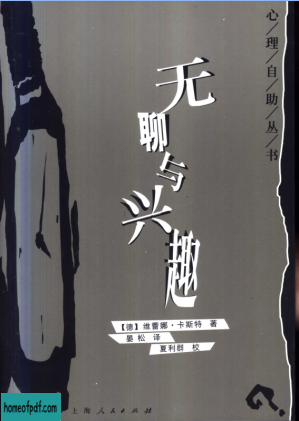 心/理/自/助/丛/书
无聊与兴趣
【德】维蕾娜·卡斯特 著
晏松 译
夏利群 校
上海人民出版社
homeofpdf.com